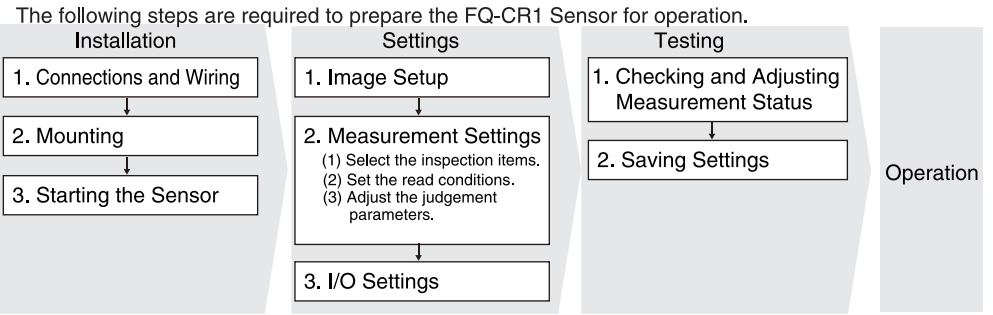 The following steps are required to prepare the FQ-CR1 Sensor for operation.
Installation
1. Connections and Wiring
2. Mounting
3. Starting the Sensor
Settings
1. Image Setup
2. Measurement Settings
(1) Select the inspection items.
(2) Set the read conditions.
(3) Adjust the judgement
parameters.
3. I/O Settings
Testing
1. Checking and Adjusting
Measurement Status
2. Saving Settings
Operation